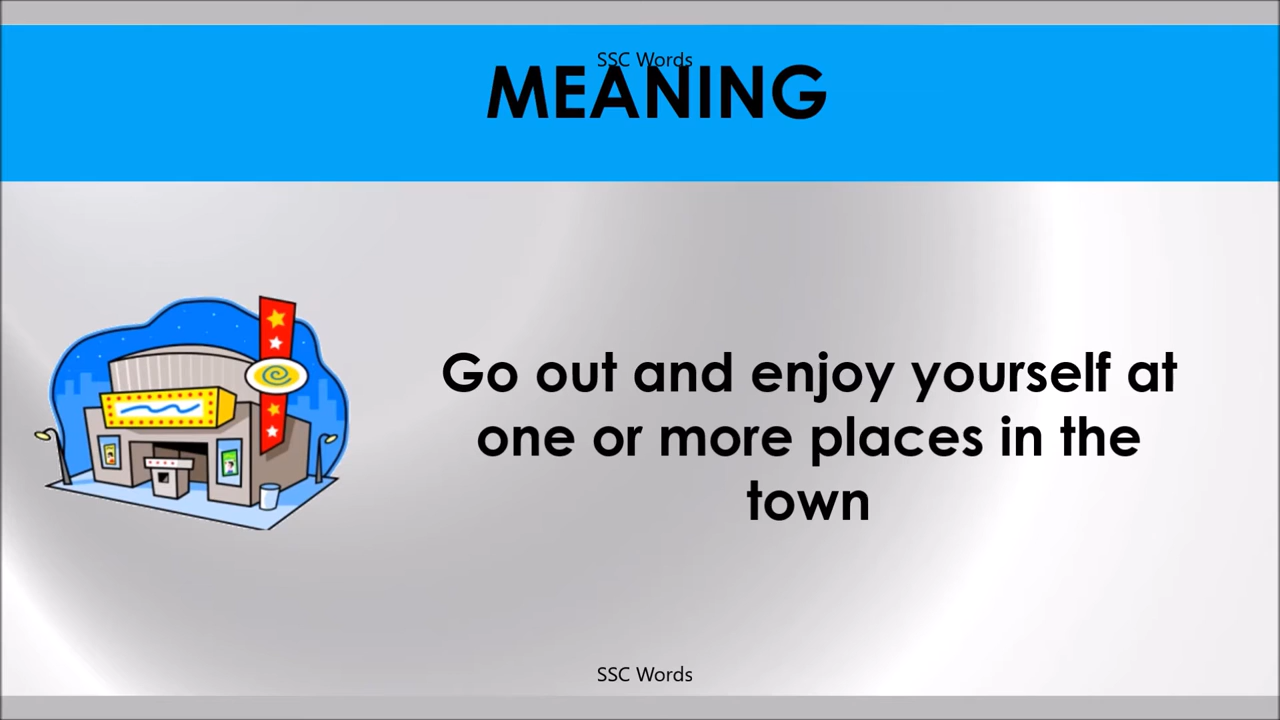 SSC Words
MEANING
Go out and enjoy yourself at
one or more places in the
town
SSC Words